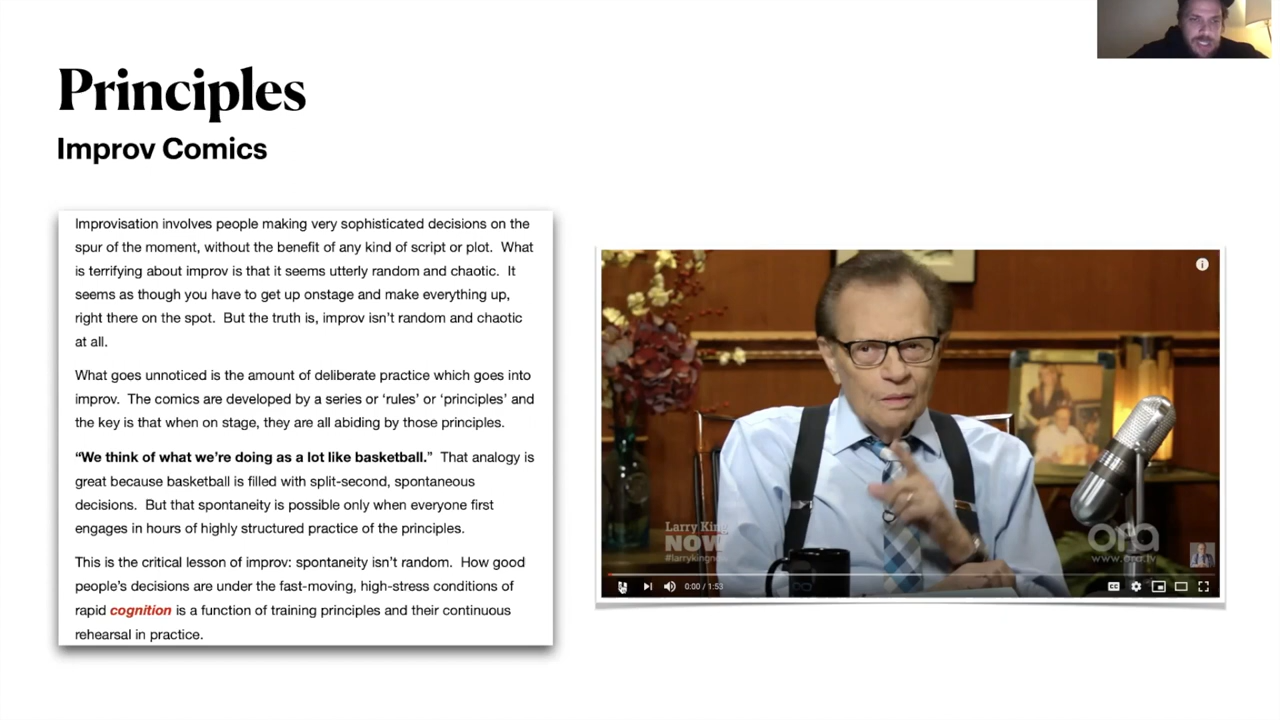 Principles
Improv Comics
Improvisation involves people making very sophisticated decisions on the
spur of the moment, without the benefit of any kind of script or plot.  What
is terrifying about improv is that it seems utterly random and chaotic.  It
seems as though you have to get up onstage and make everything up,
right there on the spot.  But the truth is, improv isn’t random and chaotic
at all.
What goes unnoticed is the amount of deliberate practice which goes into
improv.  The comics are developed by a series or ‘rules’ or ‘principles’ and
the key is that when on stage, they are all abiding by those principles.
“We think of what we’re doing as a lot like basketball.”  That analogy is
great because basketball is filled with split-second, spontaneous
decisions.  But that spontaneity is possible only when everyone first
engages in hours of highly structured practice of the principles.
This is the critical lesson of improv: spontaneity isn’t random.  How good
people’s decisions are under the fast-moving, high-stress conditions of
rapid cognition is a function of training principles and their continuous
rehearsal in practice.
Larry King
NOW
#larrykingnow
ora
www.ora.tv
0:00 / 1:53
CC